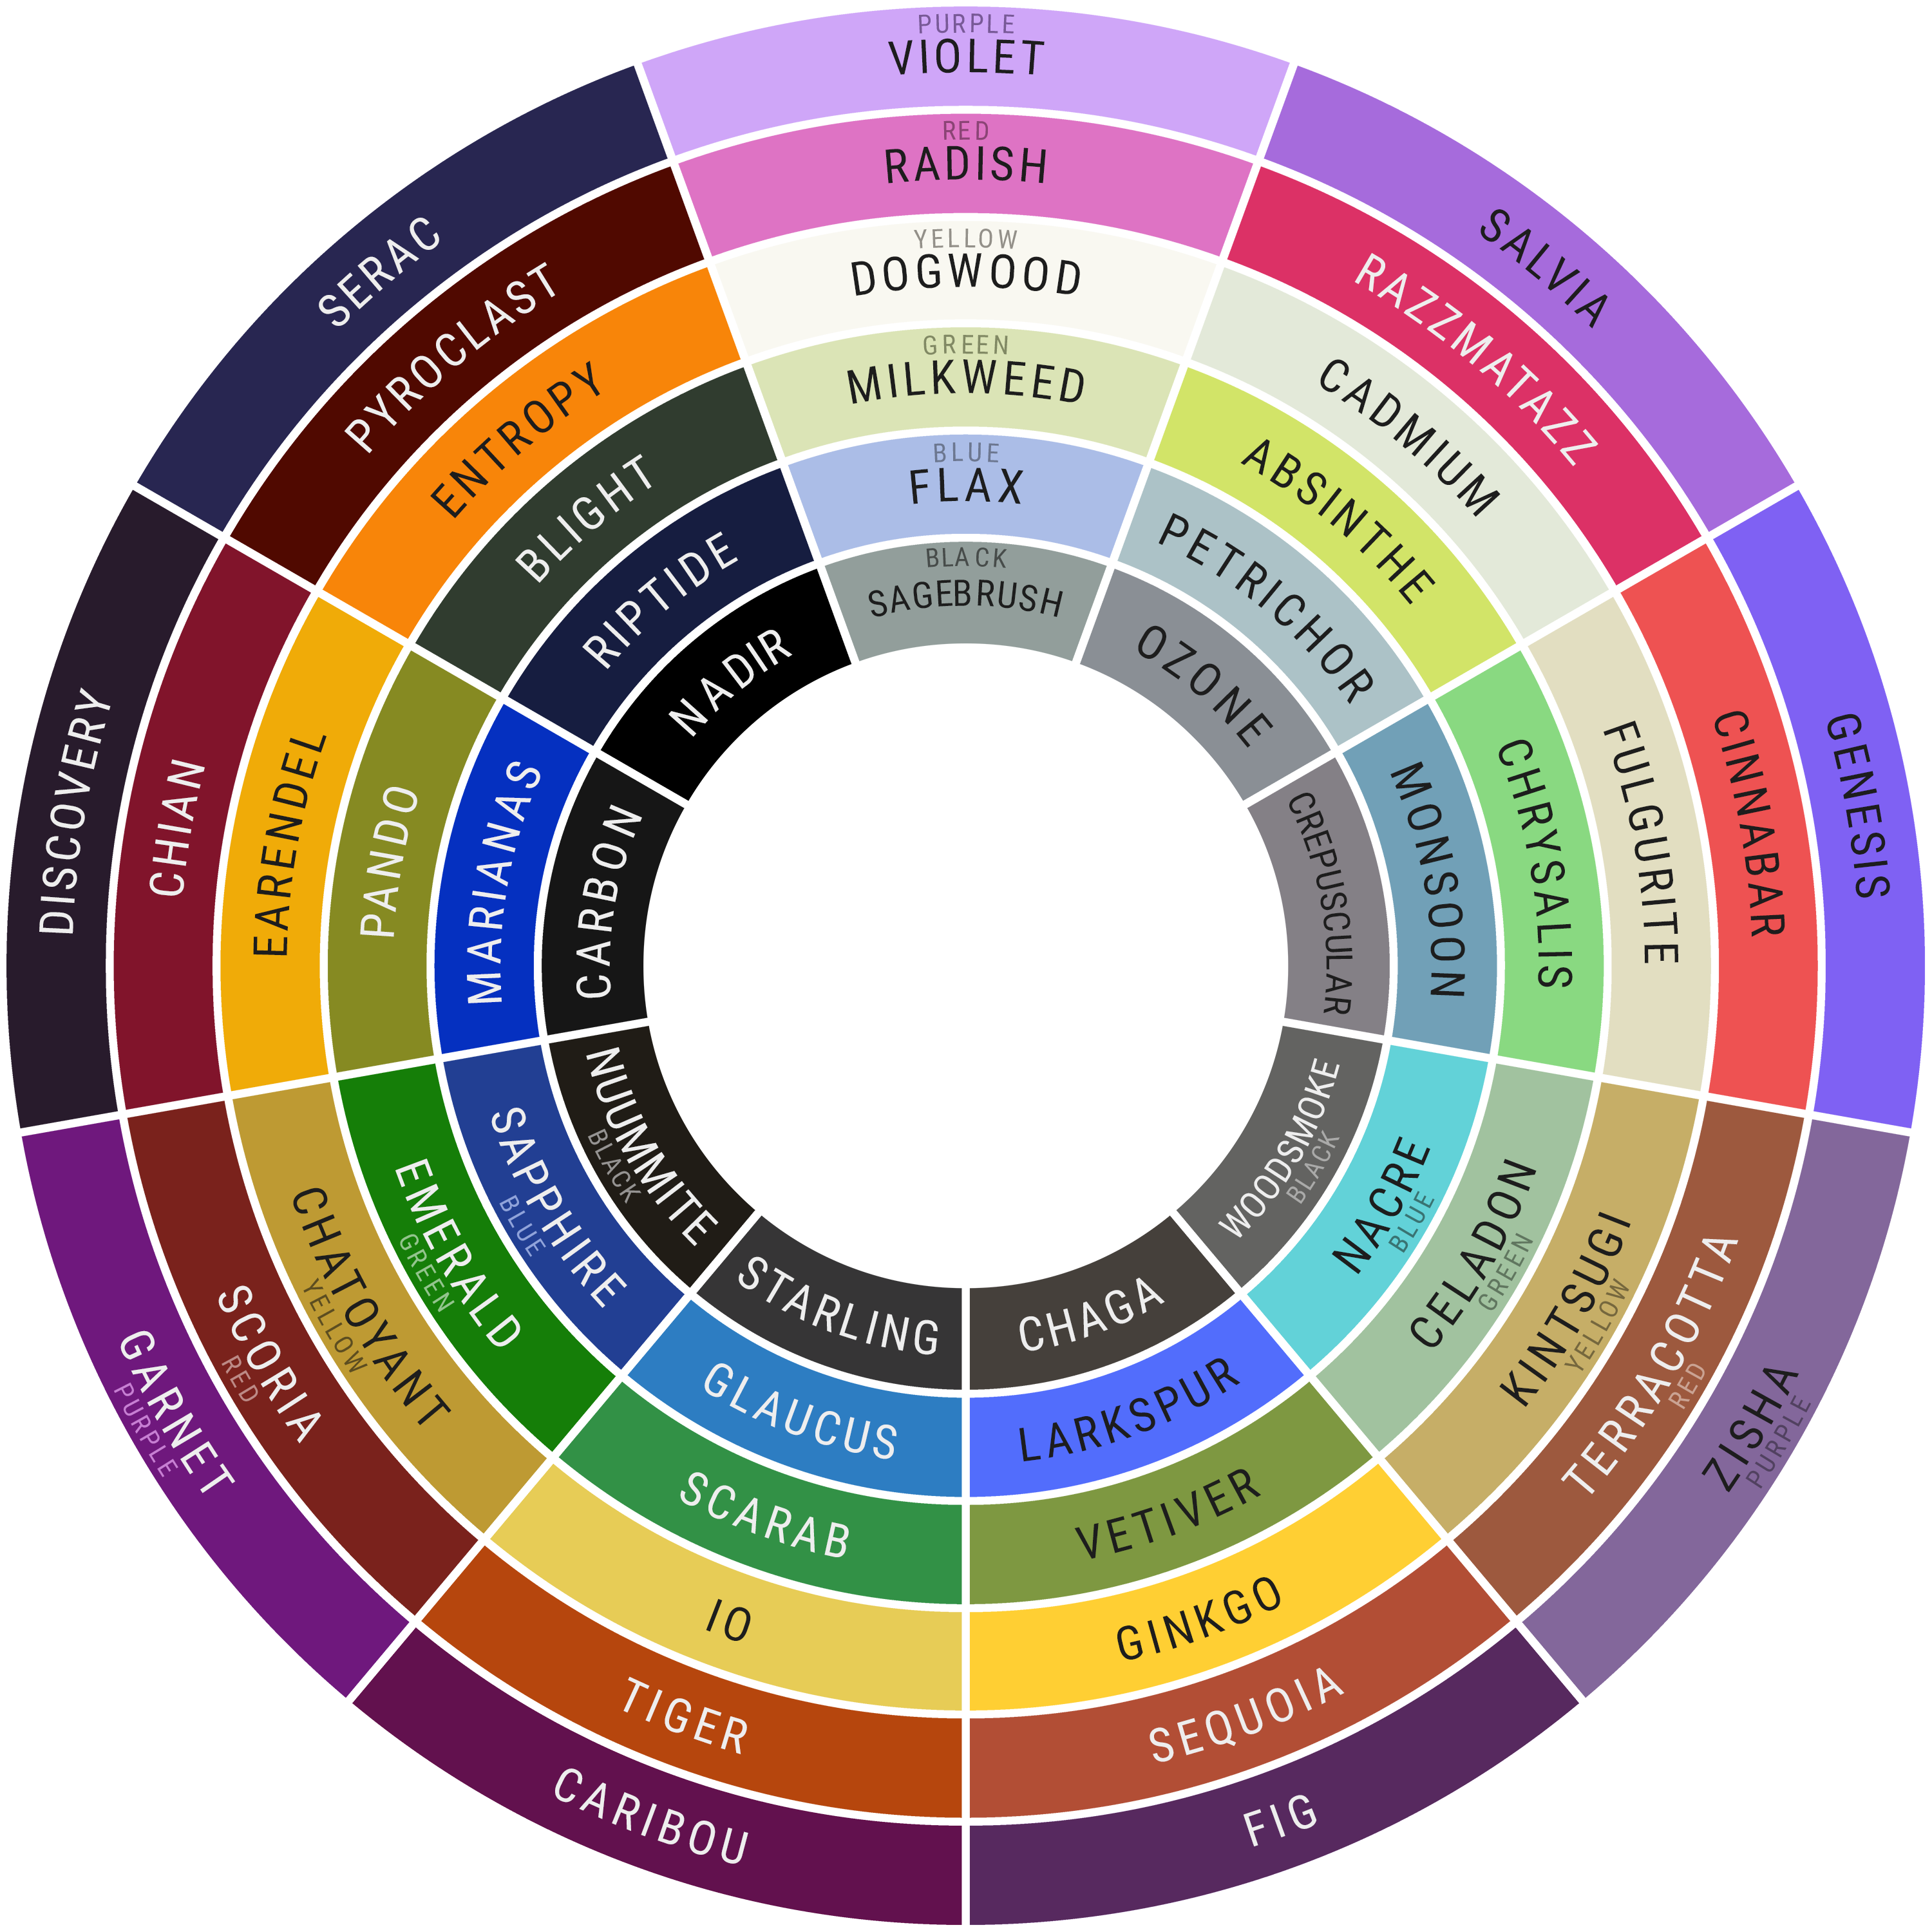 PURPLE
VIOLET
RED
RADISH
YELLOW
DOGWOOD
GREEN
MILKWEED
BLUE
FLAX
BLACK
SAGEBRUSH
SALVIA
RAZZMATAZZ
CADMIUM
ABSINTHE
PETRICHOR
OZONE
GENESIS
CINNABAR
FULGURITE
CHRYSALIS
MONSOON
CREPUSCULAR
ZISHA
PURPLE
TERRACOTTA
RED
KINTSUGI
YELLOW
CELADON
GREEN
NACRE
BLUE
WOODSMOKE
BLACK
FIG
SEQUOIA
GINKGO
VETIVER
LARKSPUR
CHAGA
CARIBOU
TIGER
IO
SCARAB
GLAUCUS
STARLING
GARNET
PURPLE
SCORIA
RED
CHATOYANT
YELLOW
EMERALD
GREEN
SAPPHIRE
BLUE
NUUMMITE
BLACK
DISCOVERY
CHIAN
EARENDEL
PANDO
MARIANAS
CARBON
SERAC
PYROCLAST
ENTROPY
BLIGHT
RIPTIDE
NADIR